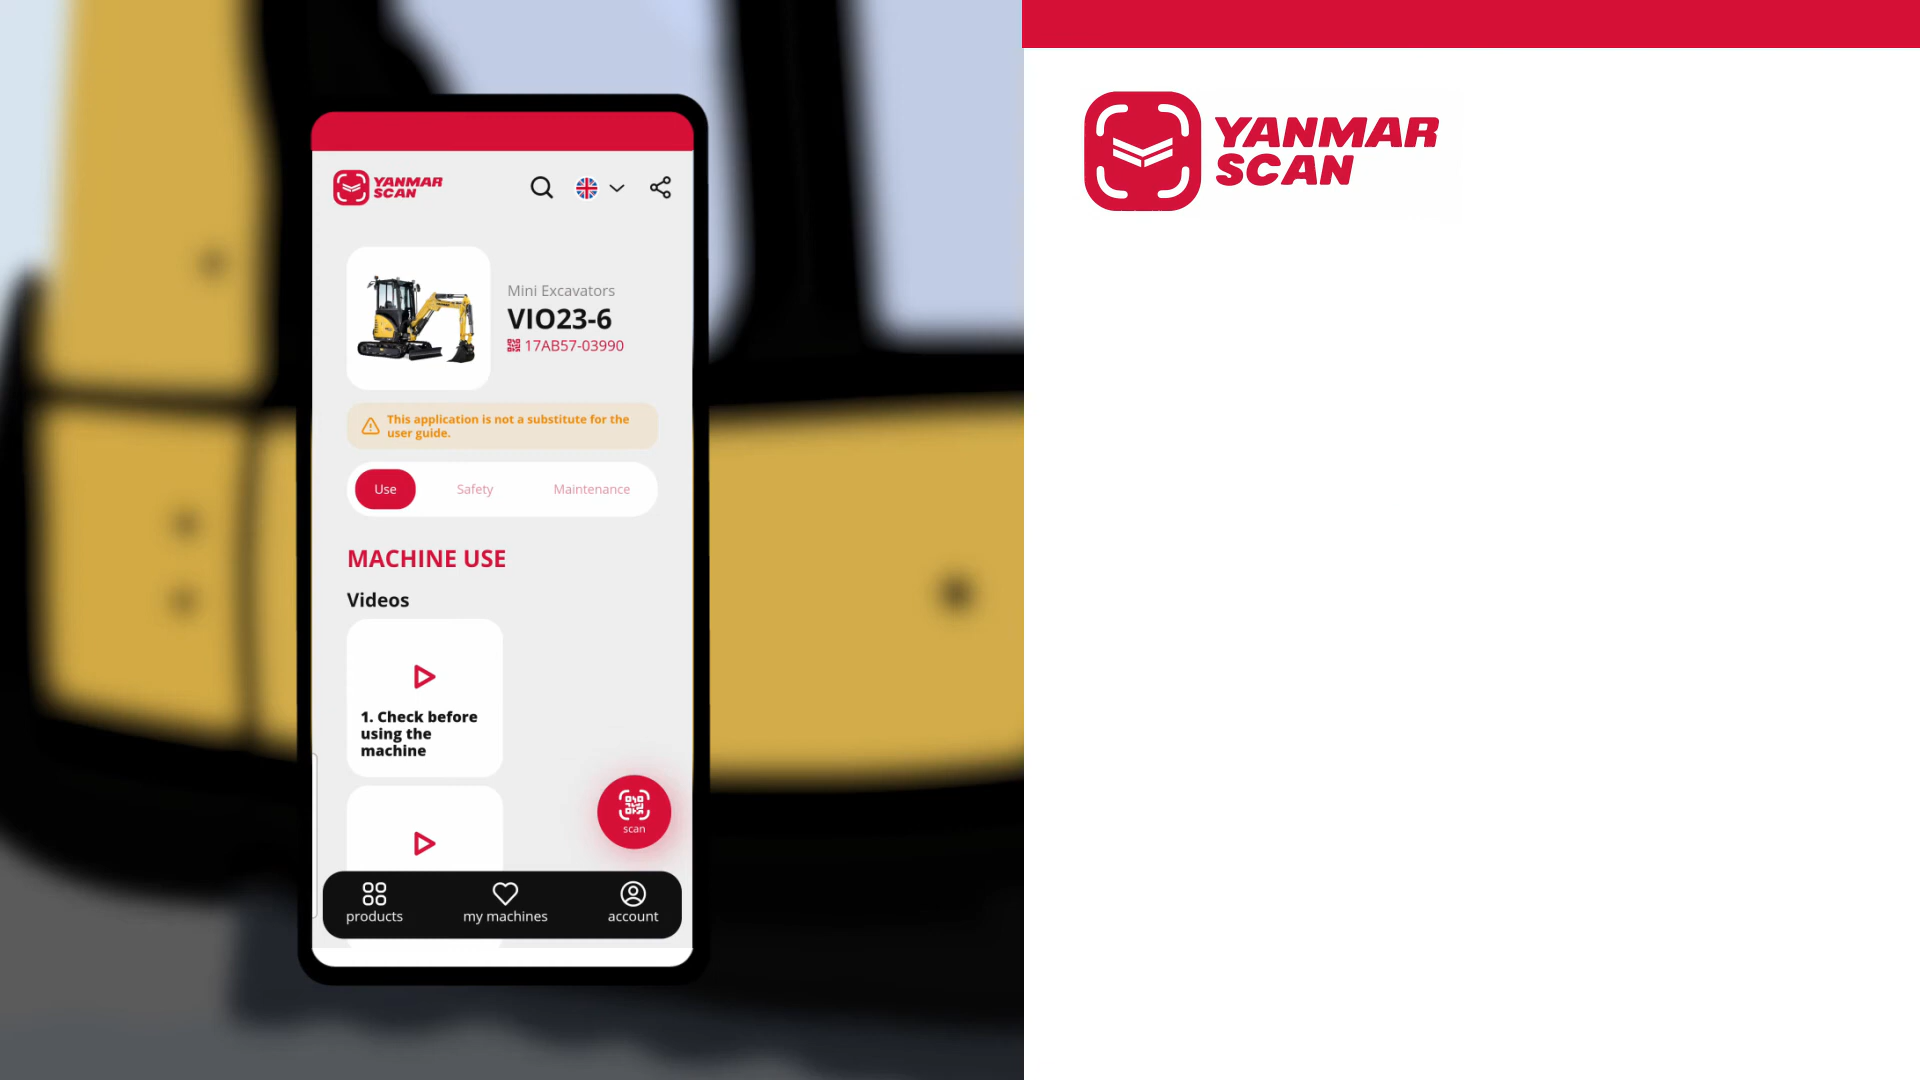 YANMAR
SCAN
Mini Excavators
VIO23-6
17AB57-03990
This application is not a substitute for the
user guide.
Use
Safety
Maintenance
MACHINE USE
Videos
1. Check before
using the
machine
scan
products
my machines
account
YANMAR
SCAN